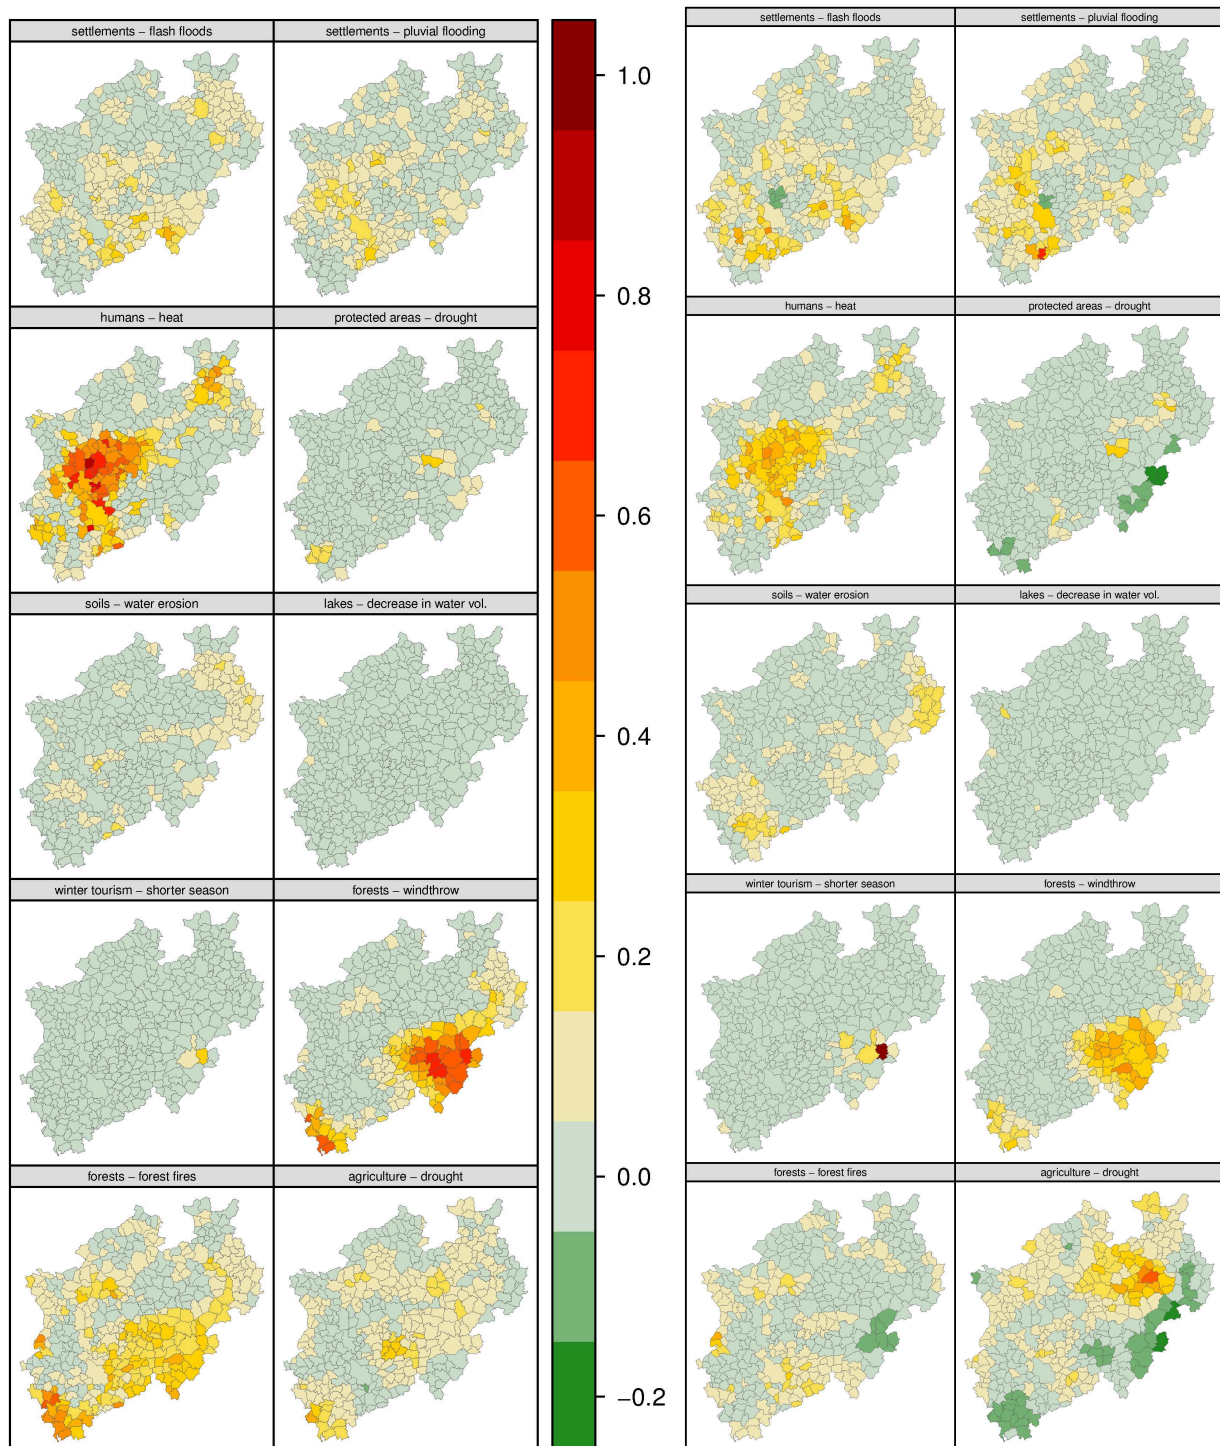 settlements – flash floods
settlements – pluvial flooding
humans – heat
protected areas – drought
soils – water erosion
lakes – decrease in water vol.
winter tourism – shorter season
forests – windthrow
forests – forest fires
agriculture – drought
1.0
0.8
0.6
0.4
0.2
0.0
−0.2
settlements – flash floods
settlements – pluvial flooding
humans – heat
protected areas – drought
soils – water erosion
lakes – decrease in water vol.
winter tourism – shorter season
forests – windthrow
forests – forest fires
agriculture – drought